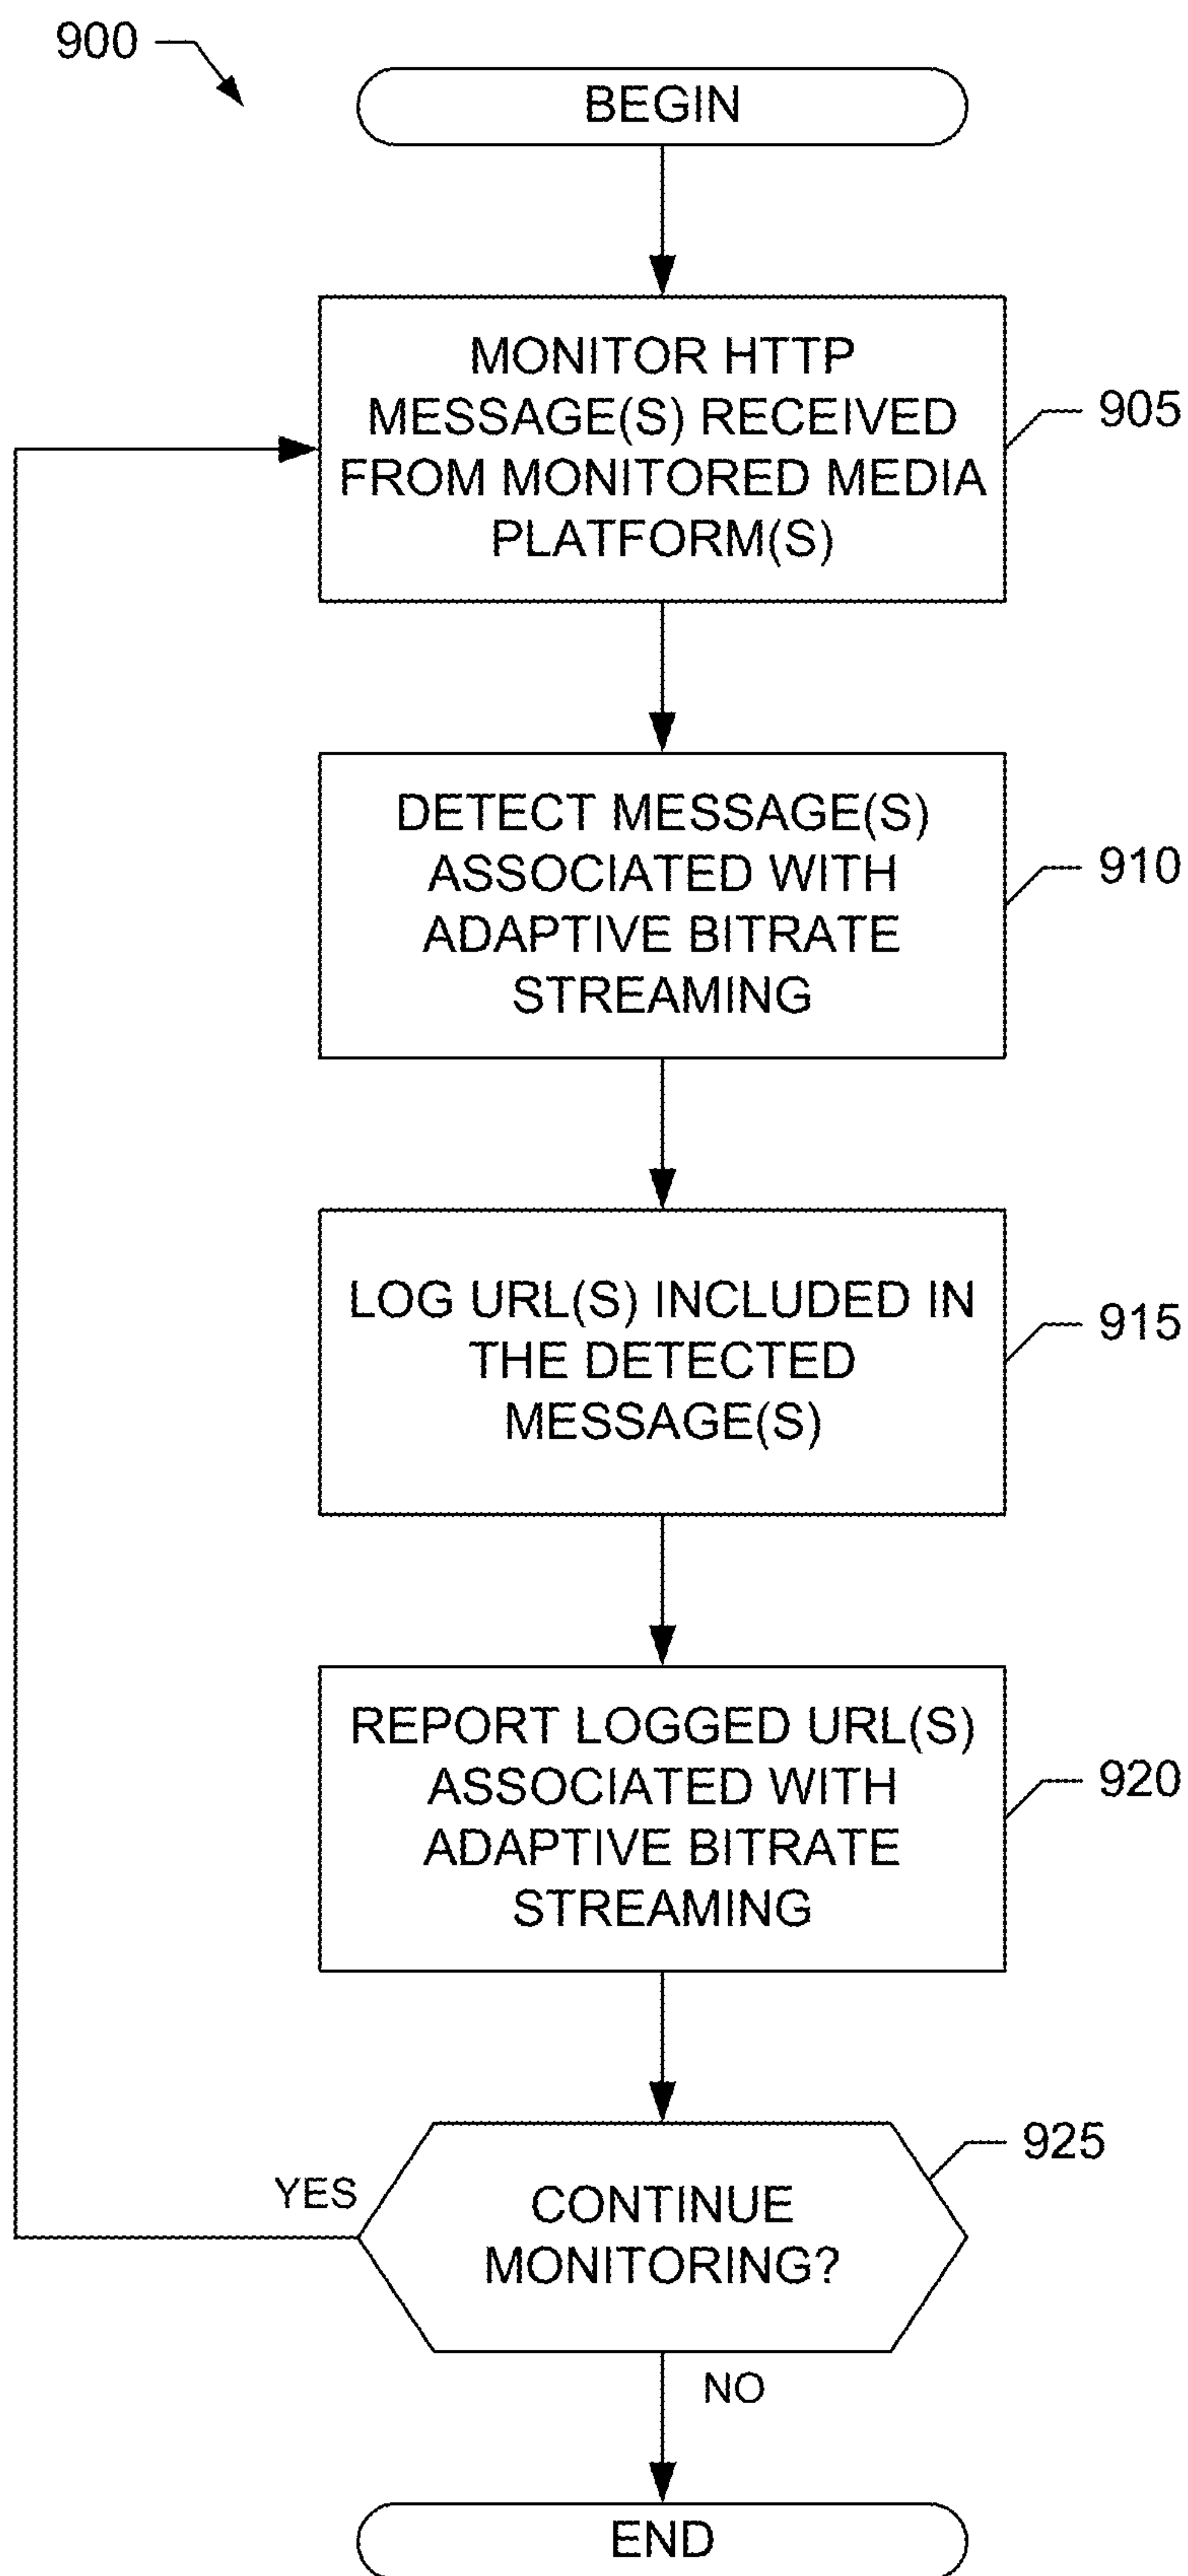 900
BEGIN
MONITOR HTTP
MESSAGE(S) RECEIVED
FROM MONITORED MEDIA
PLATFORM(S)
905
DETECT MESSAGE(S)
ASSOCIATED WITH
ADAPTIVE BITRATE
STREAMING
910
LOG URL(S) INCLUDED IN
THE DETECTED
MESSAGE(S)
915
REPORT LOGGED URL(S)
ASSOCIATED WITH
ADAPTIVE BITRATE
STREAMING
920
CONTINUE
MONITORING?
925
YES
NO
END